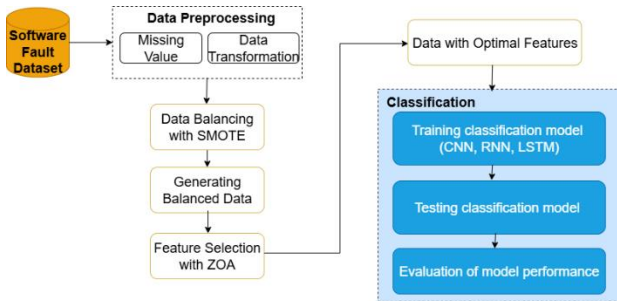 Software
Fault
Dataset
Data Preprocessing
Missing
Value
Data
Transformation
Data Balancing
with SMOTE
Generating
Balanced Data
Feature Selection
with ZOA
Data with Optimal Features
Classification
Training classification model
(CNN, RNN, LSTM)
Testing classification model
Evaluation of model performance